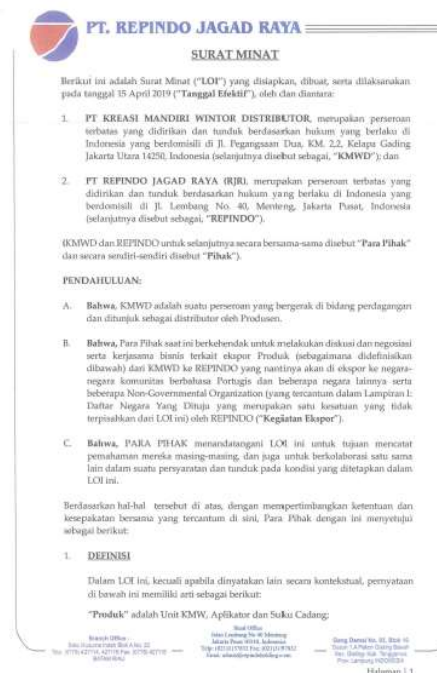 PT. REPINDO JAGAD RAYA
SURAT MINAT
Berikut ini adalah Surat Minat ("LOI") yang disiapkan, dibuat, serta dilaksanakan
pada tanggal 15 April 2019 ("Tanggal Efektif"), oleh dan diantara:
1. PT KREASI MANDIRI WINTOR DISTRIBUTOR, merupakan perseroan
terbatas yang didirikan dan tunduk berdasarkan hukum yang berlaku di
Indonesia yang berdomisili di Jl. Pegangsaan Dua, KM. 2,2, Kelapa Gading
Jakarta Utara 14250, Indonesia (selanjutnya disebut sebagai, "KMWD"); dan
2. PT REPINDO JAGAD RAYA (RJR), merupakan perseroan terbatas yang
didirikan dan tunduk berdasarkan hukum yang berlaku di Indonesia yang
berdomisili di Jl. Lembang No. 40, Menteng, Jakarta Pusat, Indonesia
(selanjutnya disebut sebagai, "REPINDO").
(KMWD dan REPINDO untuk selanjutnya secara bersama-sama disebut "Para Pihak"
dan secara sendiri-sendiri disebut "Pihak").
PENDAHULUAN:
A. Bahwa, KMWD adalah suatu perseroan yang bergerak di bidang perdagangan
dan ditunjuk sebagai distributor oleh Produsen.
B. Bahwa, Para Pihak saat ini berkehendak untuk melakukan diskusi dan negosiasi
serta kerjasama bisnis terkait ekspor Produk (sebagaimana didefinisikan
dibawah) dari KMWD ke REPINDO yang nantinya akan di ekspor ke negara-
negara komunitas berbahasa Portugis dan beberapa negara lainnya serta
beberapa Non-Governmental Organization (yang tercantum dalam Lampiran I:
Daftar Negara Yang Dituju yang merupakan satu kesatuan yang tidak
terpisahkan dari LOI ini) oleh REPINDO ("Kegiatan Ekspor").
C. Bahwa, PARA PIHAK menandatangani LOI ini untuk tujuan mencatat
pemahaman mereka masing-masing, dan juga untuk berkolaborasi satu sama
lain dalam suatu persyaratan dan tunduk pada kondisi yang ditetapkan dalam
LOI ini.
Berdasarkan hal-hal tersebut di atas, dengan mempertimbangkan ketentuan dan
kesepakatan bersama yang tercantum di sini, Para Pihak dengan ini menyetujui
sebagai berikut:
1. DEFINISI
Dalam LOI ini, kecuali apabila dinyatakan lain secara kontekstual, pernyataan
di bawah ini memiliki arti sebagai berikut:
"Produk" adalah Unit KMW, Aplikator dan Suku Cadang;
Branch Office -
Head Office
Jalan Lembang No 40 Menteng
Jakarta Pusat 10310, Indonesia
Halaman | 1